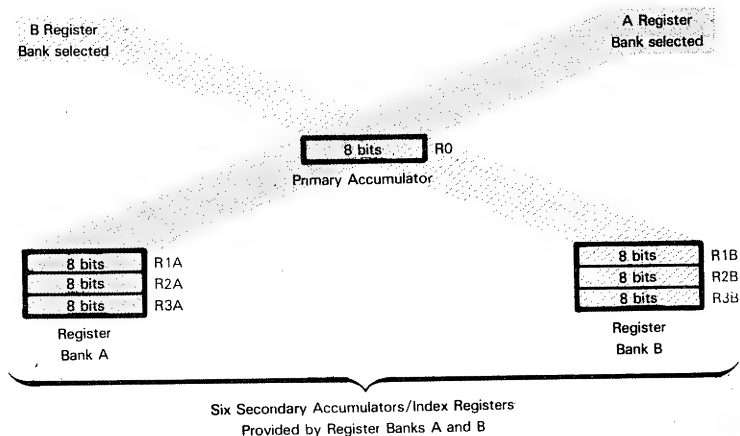 B Register
Bank selected
A Register
Bank selected
8 bits R0
Primary Accumulator
8 bits R1A
8 bits R2A
8 bits R3A
Register
Bank A
8 bits R1B
8 bits R2B
8 bits R3B
Register
Bank B
Six Secondary Accumulators/Index Registers
Provided by Register Banks A and B